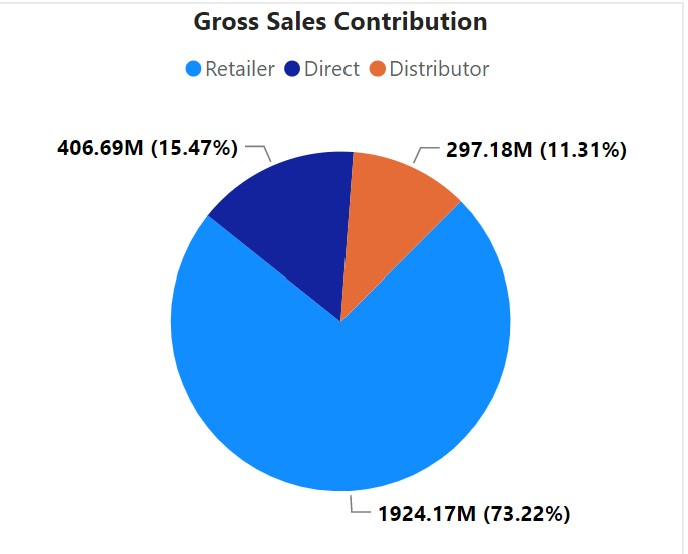 Gross Sales Contribution
Retailer Direct Distributor
406.69M (15.47%)
297.18M (11.31%)
1924.17M (73.22%)